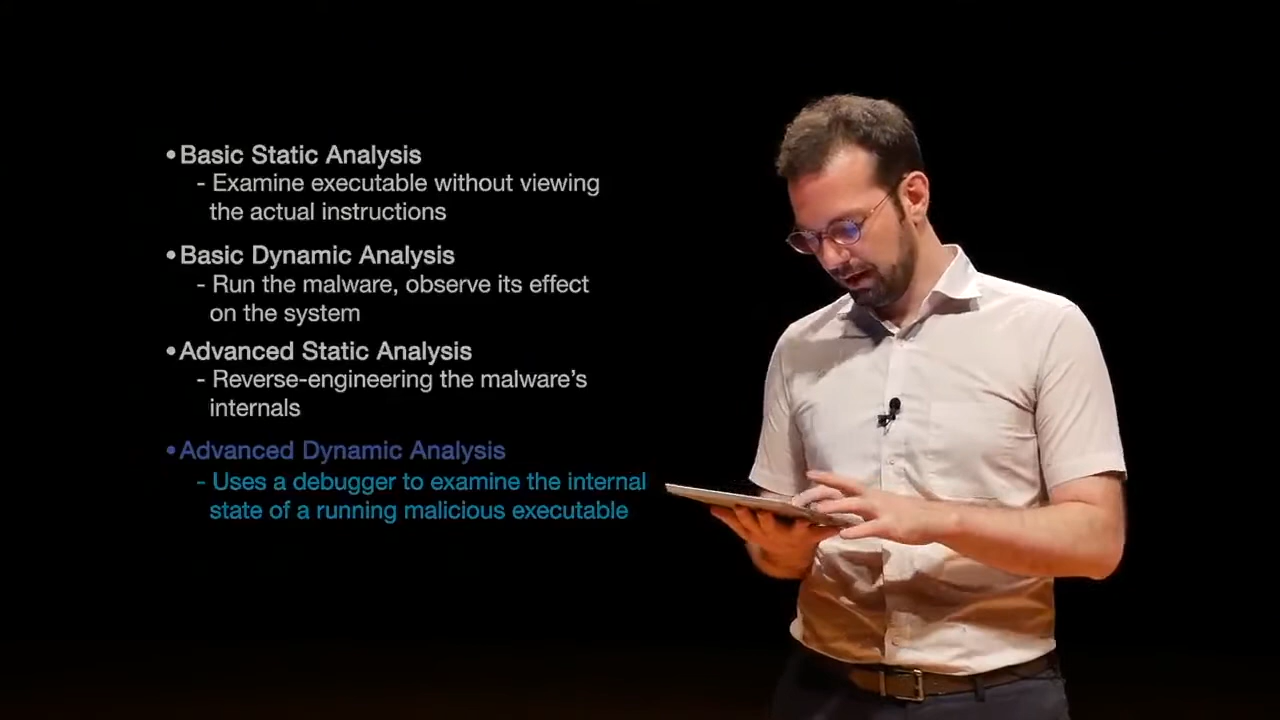 •Basic Static Analysis
- Examine executable without viewing
the actual instructions
•Basic Dynamic Analysis
- Run the malware, observe its effect
on the system
•Advanced Static Analysis
- Reverse-engineering the malware’s
internals
•Advanced Dynamic Analysis
- Uses a debugger to examine the internal
state of a running malicious executable